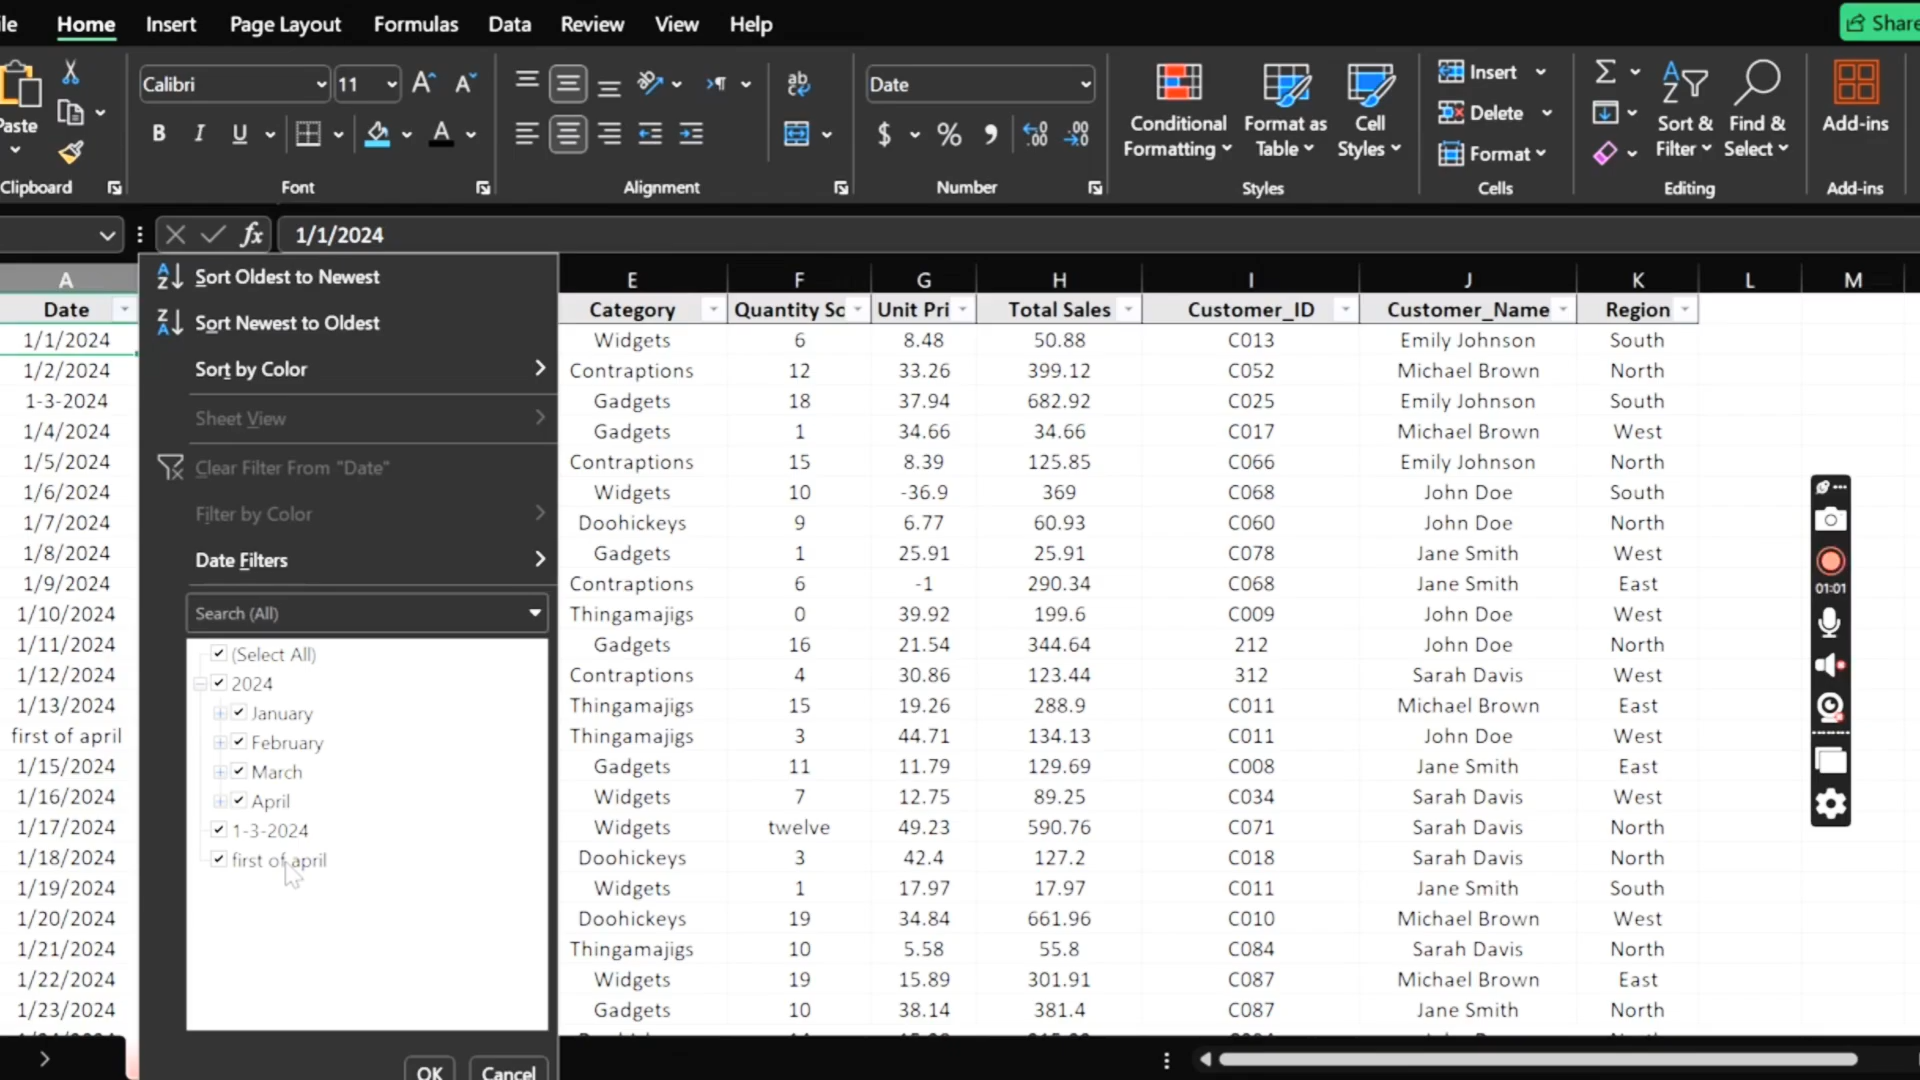 le Home Insert Page Layout Formulas Data Review View Help Share
Calibri 11 Date Insert
Paste Conditional Formatting Format as Table Cell Styles Delete Sort & Filter Find & Select Add-ins
B I U $ % Format
Clipboard Font Alignment Number Styles Cells Editing Add-ins
fx 1/1/2024
A E F G H I J K L M
Date Category Quantity So Unit Pri Total Sales Customer_ID Customer_Name Region
1/1/2024 Widgets 6 8.48 50.88 C013 Emily Johnson South
1/2/2024 Contraptions 12 33.26 399.12 C052 Michael Brown North
1-3-2024 Gadgets 18 37.94 682.92 C025 Emily Johnson South
1/4/2024 Gadgets 1 34.66 34.66 C017 Michael Brown West
1/5/2024 Contraptions 15 8.39 125.85 C066 Emily Johnson North
1/6/2024 Widgets 10 -36.9 369 C068 John Doe South
1/7/2024 Doohickeys 9 6.77 60.93 C060 John Doe North
1/8/2024 Gadgets 1 25.91 25.91 C078 Jane Smith West
1/9/2024 Contraptions 6 -1 290.34 C068 Jane Smith East
1/10/2024 Thingamajigs 0 39.92 199.6 C009 John Doe West
1/11/2024 Gadgets 16 21.54 344.64 212 John Doe North
1/12/2024 Contraptions 4 30.86 123.44 312 Sarah Davis West
1/13/2024 Thingamajigs 15 19.26 288.9 C011 Michael Brown East
first of april Thingamajigs 3 44.71 134.13 C011 John Doe West
1/15/2024 Gadgets 11 11.79 129.69 C008 Jane Smith East
1/16/2024 Widgets 7 12.75 89.25 C034 Sarah Davis West
1/17/2024 Widgets twelve 49.23 590.76 C071 Sarah Davis North
1/18/2024 Doohickeys 3 42.4 127.2 C018 Sarah Davis North
1/19/2024 Widgets 1 17.97 17.97 C011 Jane Smith South
1/20/2024 Doohickeys 19 34.84 661.96 C010 Michael Brown West
1/21/2024 Thingamajigs 10 5.58 55.8 C084 Sarah Davis North
1/22/2024 Widgets 19 15.89 301.91 C087 Michael Brown East
1/23/2024 Gadgets 10 38.14 381.4 C087 Jane Smith North
Sort Oldest to Newest
Sort Newest to Oldest
Sort by Color
Sheet View
Clear Filter From "Date"
Filter by Color
Date Filters
Search (All)
(Select All)
2024
January
February
March
April
1-3-2024
first of april
OK Cancel
01:01